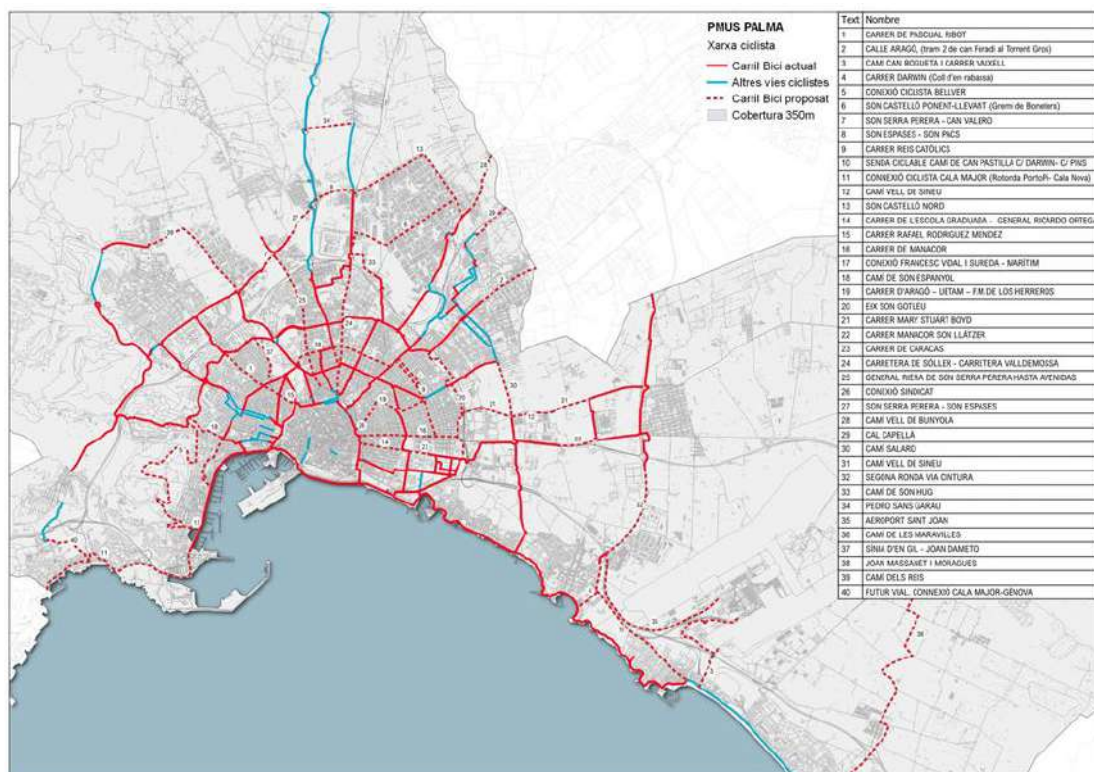 PMUS PALMA
Xarxa ciclista
Carril Bici actual
Altres vies ciclistes
Carril Bici proposat
Cobertura 350m
Text Nombre
1 CARRER DE PASCUAL RIBOT
2 CALLE ARAGÓ, (tram 2 de can Feradi al Torrent Gros)
3 CAMÍ CAN BOGUETA I CARRER VAIXELL
4 CARRER DARWIN (Coll d'en rabassa)
5 CONEXIÓ CICLISTA BELLVER
6 SON CASTELLÓ PONENT-LLEVANT (Gremi de Boneters)
7 SON SERRA PERERA - CAN VALERO
8 SON ESPASES - SON PACS
9 CARRER REIS CATÒLICS
10 SENDA CICLABLE CAMÍ DE CAN PASTILLA C/ DARWIN- C/ PINS
11 CONNEXIÓ CICLISTA CALA MAJOR (Rotonda PortoPi- Cala Nova)
12 CAMÍ VELL DE SINEU
13 SON CASTELLÓ NORD
14 CARRER DE L'ESCOLA GRADUADA - GENERAL RICARDO ORTEGA
15 CARRER RAFAEL RODRIGUEZ MENDEZ
16 CARRER DE MANACOR
17 CONEXIÓ FRANCESC VIDAL I SUREDA - MARÍTIM
18 CAMÍ DE SON ESPANYOL
19 CARRER D'ARAGÓ - UETAM - F.M. DE LOS HERREROS
20 EIX SON GOTLEU
21 CARRER MARY STUART BOYD
22 CARRER MANACOR SON LLÀTZER
23 CARRER DE CARACAS
24 CARRETERA DE SÓLLER - CARRETERA VALLDEMOSSA
25 GENERAL RIERA DE SON SERRA PERERA HASTA AVENIDAS
26 CONEXIÓ SINDICAT
27 SON SERRA PERERA - SON ESPASES
28 CAMÍ VELL DE BUNYOLA
29 CAL CAPELLÀ
30 CAMÍ SALARD
31 CAMÍ VELL DE SINEU
32 SEGONA RONDA VIA CINTURA
33 CAMÍ DE SON HUG
34 PEDRO SANS GARAU
35 AEROPORT SANT JOAN
36 CAMÍ DE LES MARAVILLES
37 SÍNIA D'EN GIL - JOAN DAMETO
38 JOAN MASSANET I MORAGUES
39 CAMÍ DELS REIS
40 FUTUR VIAL. CONNEXIÓ CALA MAJOR-GÈNOVA